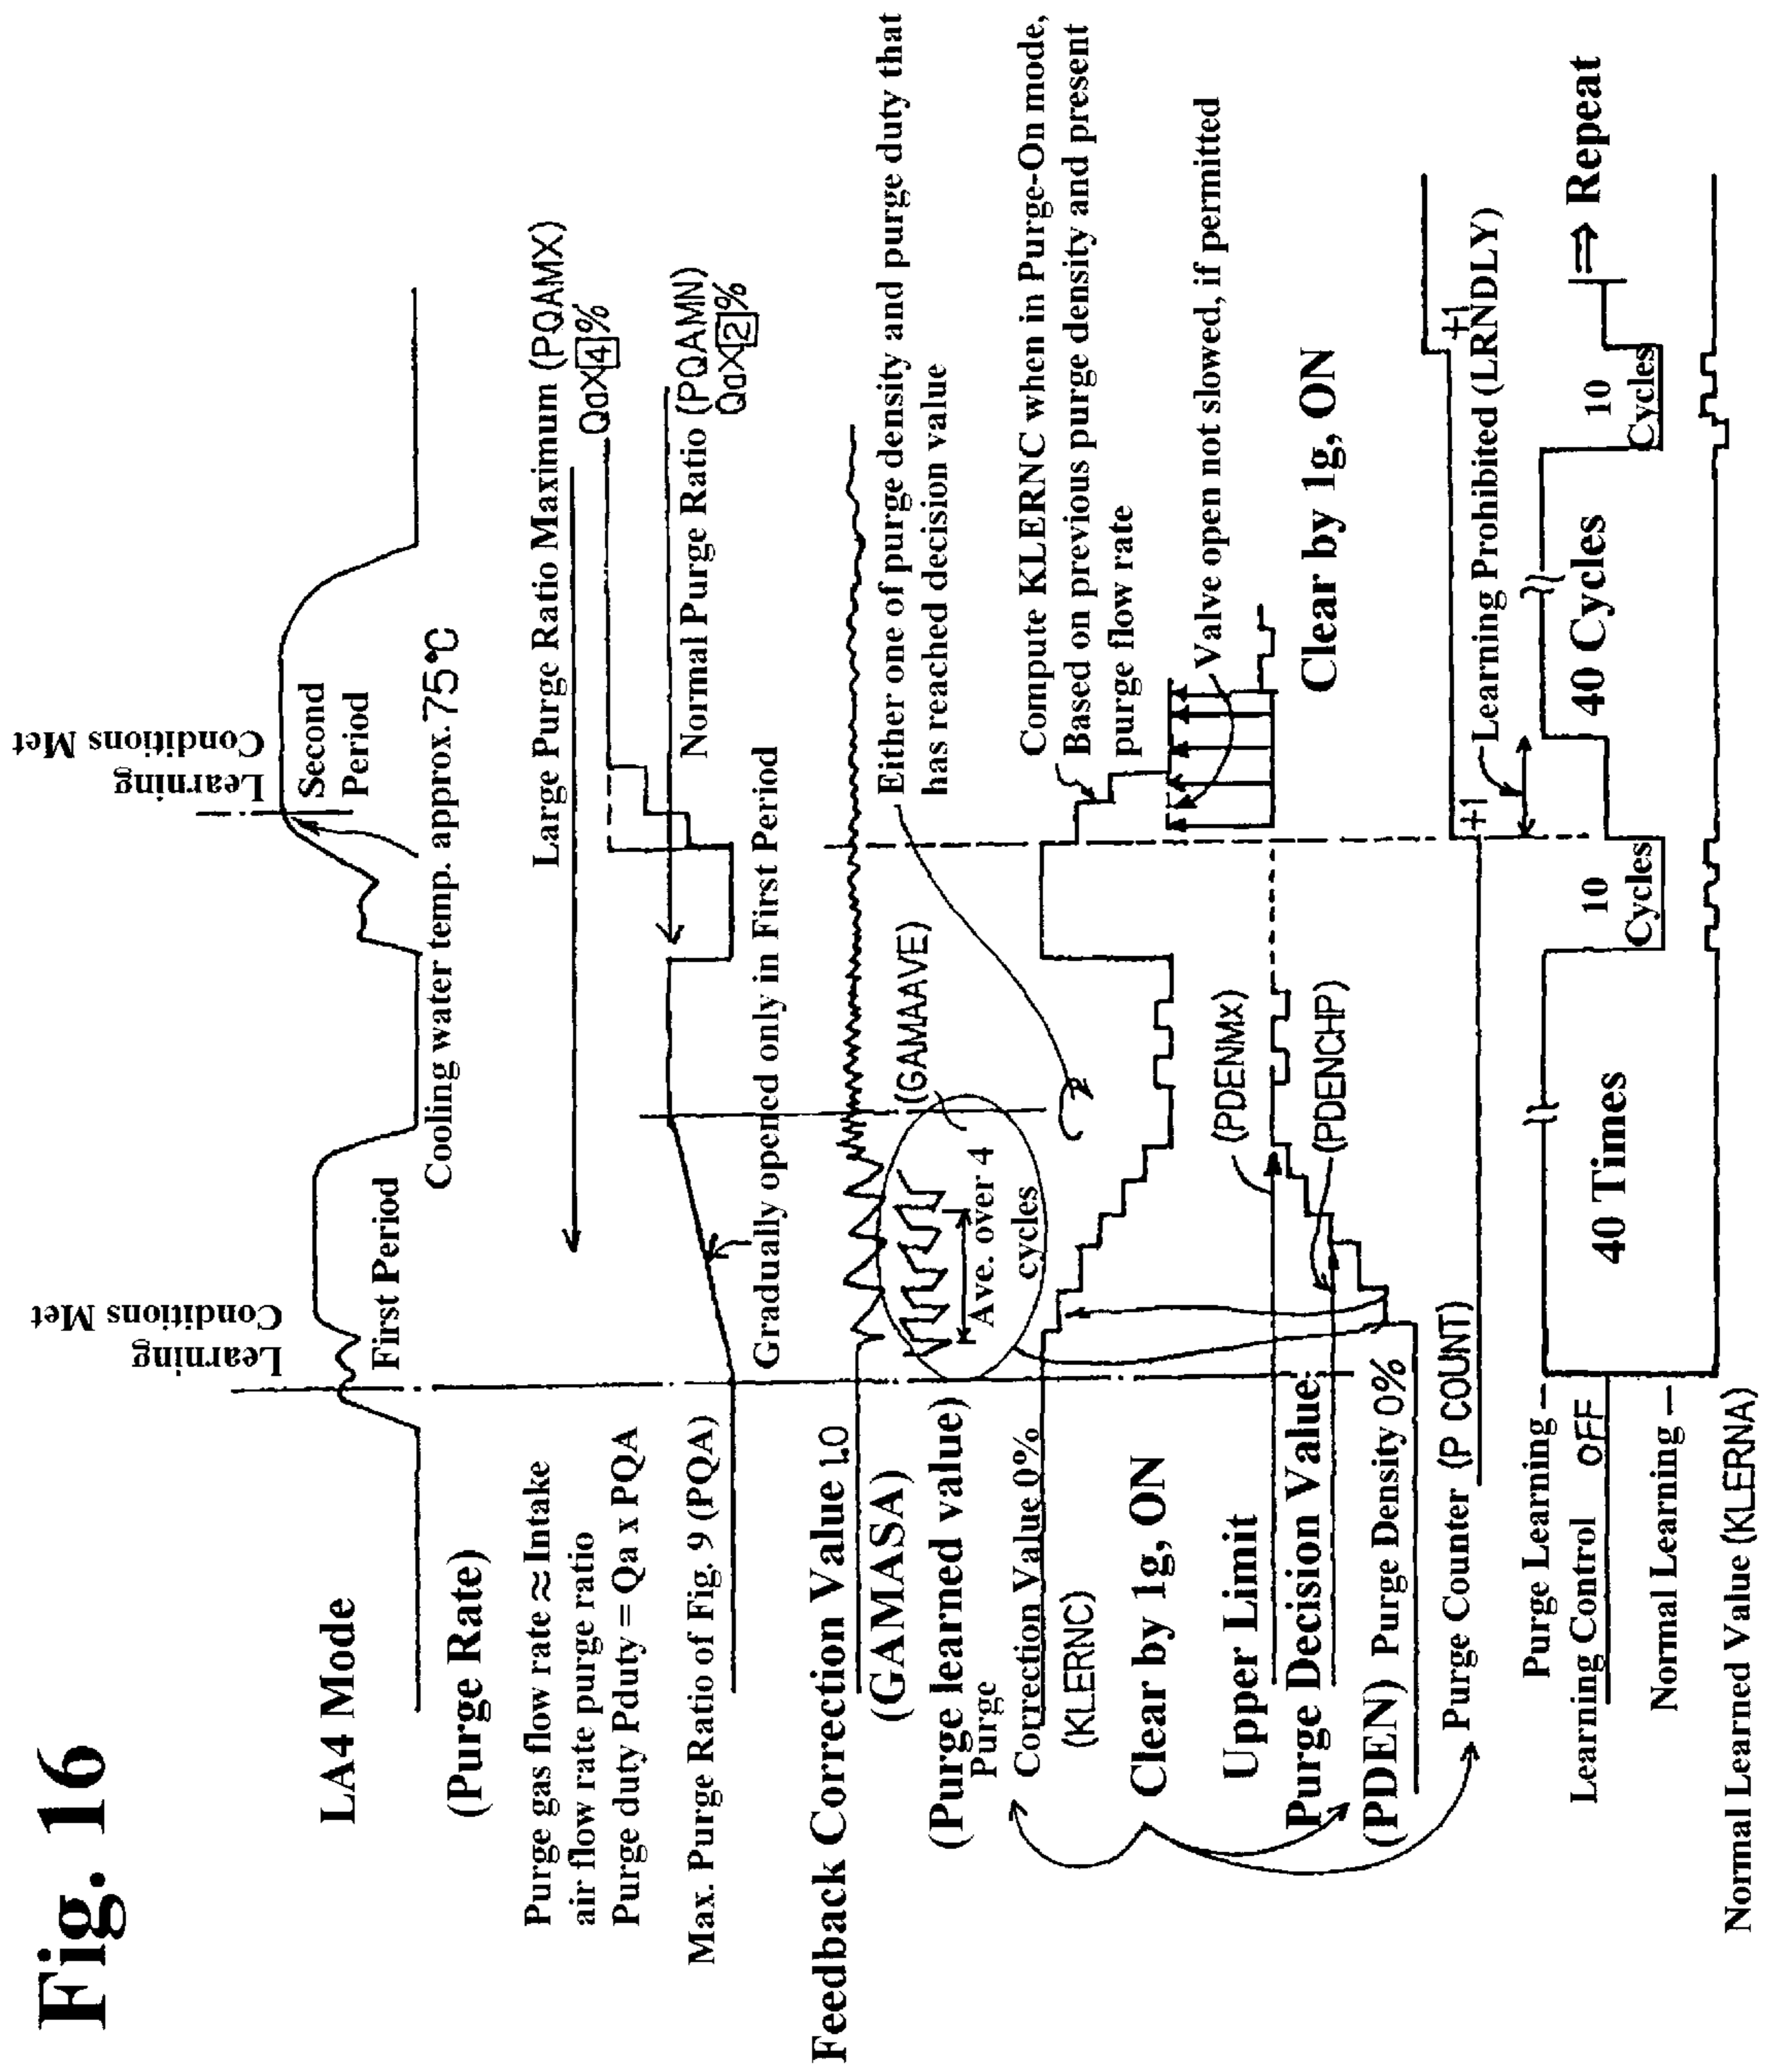 Fig. 16
LA4 Mode
Learning
Conditions Met
First Period
Cooling water temp. approx. 75°C
Learning
Conditions Met
Second
Period
(Purge Rate)
Purge gas flow rate ≈ Intake
air flow rate purge ratio
Purge duty Pduty = Qa x PQA
Max. Purge Ratio of Fig. 9 (PQA)
Large Purge Ratio Maximum (PQAMX)
QaX4%
Normal Purge Ratio (PQAMN)
QaX2%
Gradually opened only in First Period
Feedback Correction Value 1.0
(GAMASA)
(GAMAAVE)
Ave. over 4
cycles
Either one of purge density and purge duty that
has reached decision value
(Purge learned value)
Purge
Correction Value 0%
(KLERNC)
Compute KLERNC when in Purge-On mode,
Based on previous purge density and present
purge flow rate
Clear by 1g, ON
Valve open not slowed, if permitted
Upper Limit
(PDENMx)
Purge Decision Value
(PDENCHP)
(PDEN) Purge Density 0%
Clear by 1g, ON
Purge Counter (P COUNT)
+1
+1
Learning Prohibited (LRNDLY)
Purge Learning
Learning Control OFF
Normal Learning
40 Times
10
Cycles
40 Cycles
10
Cycles
⇒ Repeat
Normal Learned Value (KLERNA)